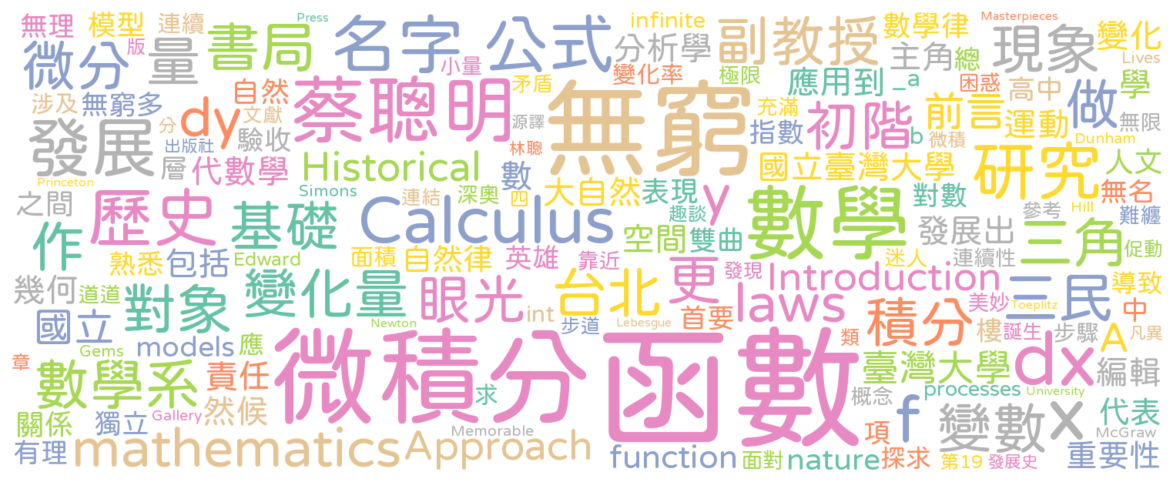 無理 模型 連續 Press 名字 公式 infinite 副教授 數學律 Masterpieces 變化
微分 版 量 書局 小量 分析學 主角 總 現象 Lives
涉及 無窮多 自然 蔡聰明 矛盾 變化率 無窮 極限 應用到 _a 困惑 高中 學
發展 分 dy 文獻 驗收 源譯 充滿 指數 初階 b 前言 運動 做 無限
出版社 層 代數學 Historical 林聰 國立臺灣大學 微積 研究 Dunham 人文
Princeton 歷史 Simons 連結 深奧 四 數 大自然 表現 y 數學 對數 參考 Hill 無名 難纏
之間 作 基礎 Calculus 趣談 空間 雙曲 發展出 三角 促動
熟悉 包括 Edward 面積 自然律 英雄 靠近 更 發現 迷人 連續性
幾何 道道 對象 變化量 眼光 int 台北 Introduction 美妙 Toeplitz 三民 導致
國立 Newton 步道 Lebesgue 首要 laws 積分 樓 誕生 步驟 A 中 凡異
章 Gems models 應 微積分 函數 類 臺灣大學 dx 編輯
數學系 責任 求 概念 processes University
關係 獨立 Gallery 然候 Memorable 項 f 變數 X 代表 McGraw
有理 mathematics Approach function 面對 nature 探求 第19 發展史 重要性